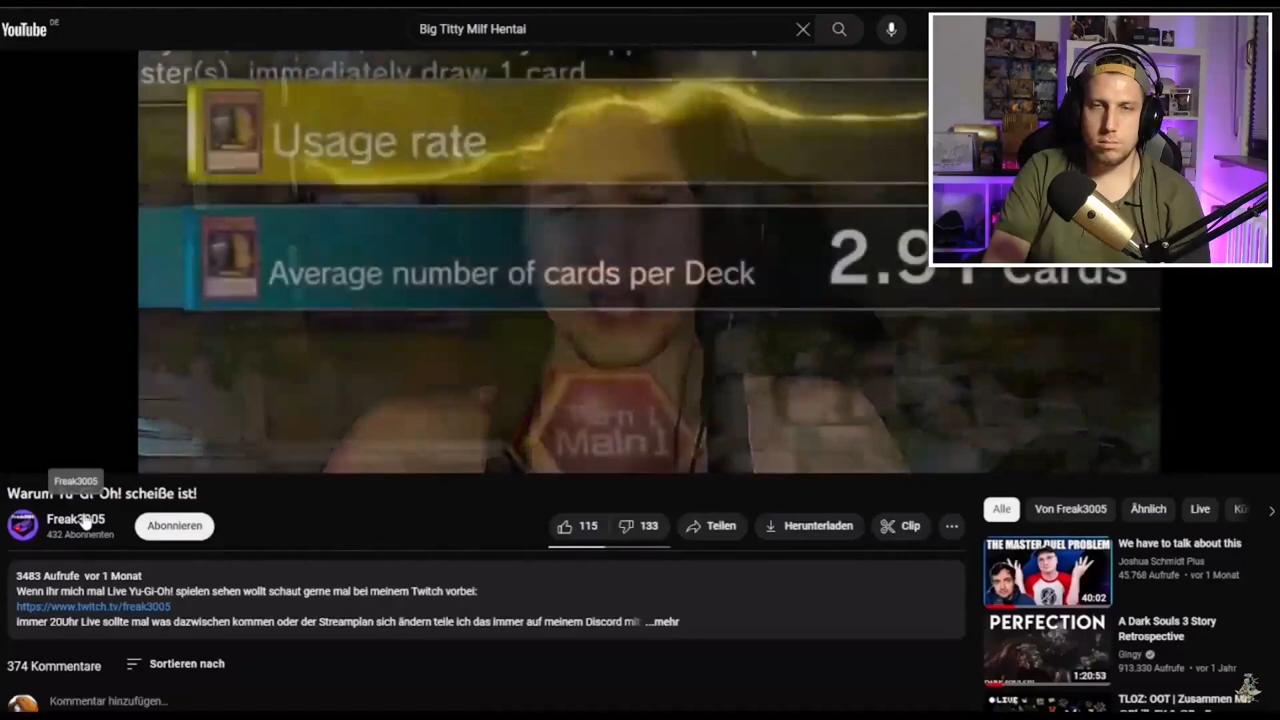 YouTube DE
Big Titty Milf Hentai
ster(s), immediately draw 1 card
Usage rate
Average number of cards per Deck
Cards
Main 1
Freak3005
Warum Yu-Gi-Oh! scheiße ist!
Freak3005
432 Abonnenten
Abonnieren
115
133
Teilen
Herunterladen
Clip
3483 Aufrufe vor 1 Monat
Wenn ihr mich mal Live Yu-Gi-Oh! spielen sehen wollt schaut gerne mal bei meinem Twitch vorbei:
https://www.twitch.tv/freak3005
Immer 20Uhr Live sollte mal was dazwischen kommen oder der Streamplan sich ändern teile ich das immer auf meinem Discord mit ...mehr
374 Kommentare
Sortieren nach
Kommentar hinzufügen...
Alle
Von Freak3005
Ähnlich
Live
THE MASTER DUEL PROBLEM
40:02
We have to talk about this
Joshua Schmidt Plus
45.768 Aufrufe • vor 1 Monat
PERFECTION
DARK SOULS III
1:20:53
A Dark Souls 3 Story
Retrospective
Gingy
913.330 Aufrufe • vor 1 Jahr
LIVE
TLOZ: OOT | Zusammen